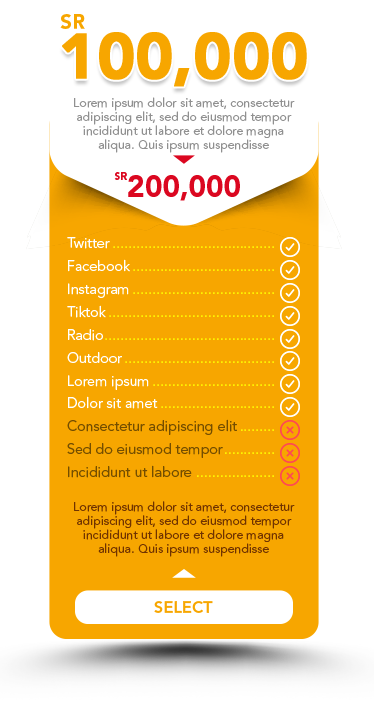 SR
100,000
Lorem ipsum dolor sit amet, consectetur
adipiscing elit, sed do eiusmod tempor
incididunt ut labore et dolore magna
aliqua. Quis ipsum suspendisse
SR200,000
Twitter
Facebook
Instagram
Tiktok
Radio
Outdoor
Lorem ipsum
Dolor sit amet
Consectetur adipiscing elit
Sed do eiusmod tempor
Incididunt ut labore
Lorem ipsum dolor sit amet, consectetur
adipiscing elit, sed do eiusmod tempor
incididunt ut labore et dolore magna
aliqua. Quis ipsum suspendisse
SELECT